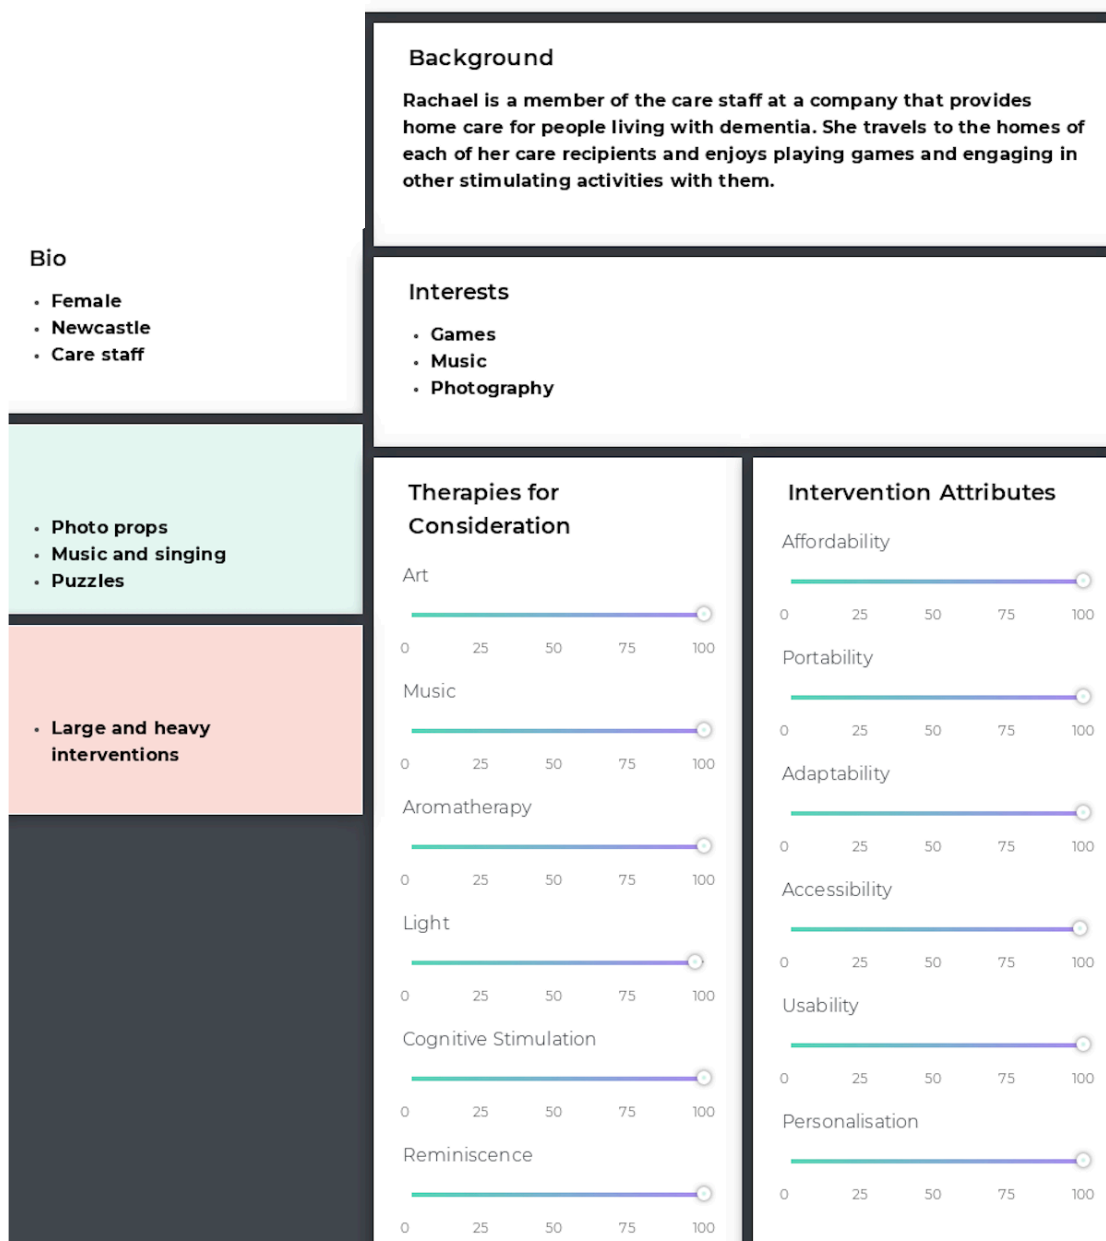 Background
Rachael is a member of the care staff at a company that provides
home care for people living with dementia. She travels to the homes of
each of her care recipients and enjoys playing games and engaging in
other stimulating activities with them.
Bio
• Female
• Newcastle
• Care staff
Interests
• Games
• Music
• Photography
• Photo props
• Music and singing
• Puzzles
• Large and heavy
interventions
Therapies for
Consideration
Art
0 25 50 75 100
Music
0 25 50 75 100
Aromatherapy
0 25 50 75 100
Light
0 25 50 75 100
Cognitive Stimulation
0 25 50 75 100
Reminiscence
0 25 50 75 100
Intervention Attributes
Affordability
0 25 50 75 100
Portability
0 25 50 75 100
Adaptability
0 25 50 75 100
Accessibility
0 25 50 75 100
Usability
0 25 50 75 100
Personalisation
0 25 50 75 100